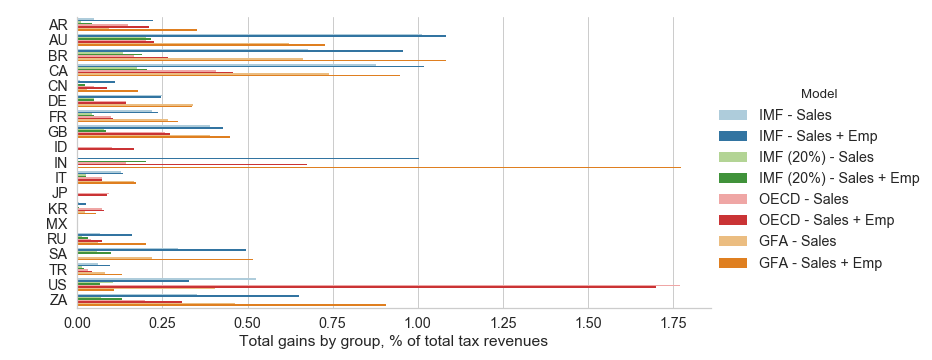 AR
AU
BR
CA
CN
DE
FR
GB
ID
IN
IT
JP
KR
MX
RU
SA
TR
US
ZA
0.00 0.25 0.50 0.75 1.00 1.25 1.50 1.75
Total gains by group, % of total tax revenues
Model
IMF - Sales
IMF - Sales + Emp
IMF (20%) - Sales
IMF (20%) - Sales + Emp
OECD - Sales
OECD - Sales + Emp
GFA - Sales
GFA - Sales + Emp